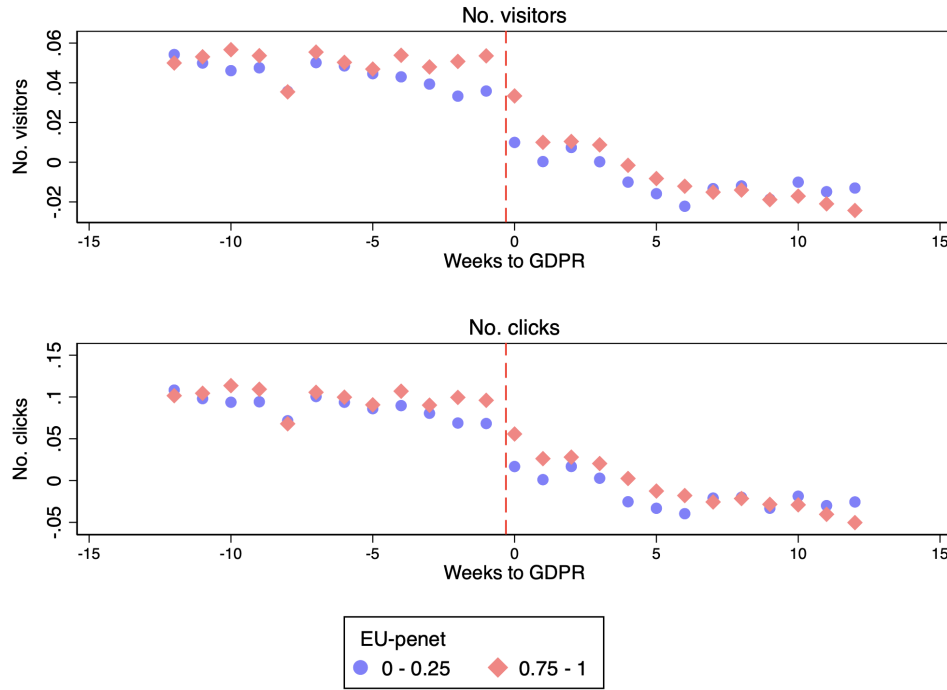 No. visitors
No. visitors
.06
.04
.02
0
-.02
-15
-10
-5
0
5
10
15
Weeks to GDPR
No. clicks
No. clicks
.15
.1
.05
0
-.05
-15
-10
-5
0
5
10
15
Weeks to GDPR
EU-penet
0 - 0.25
0.75 - 1